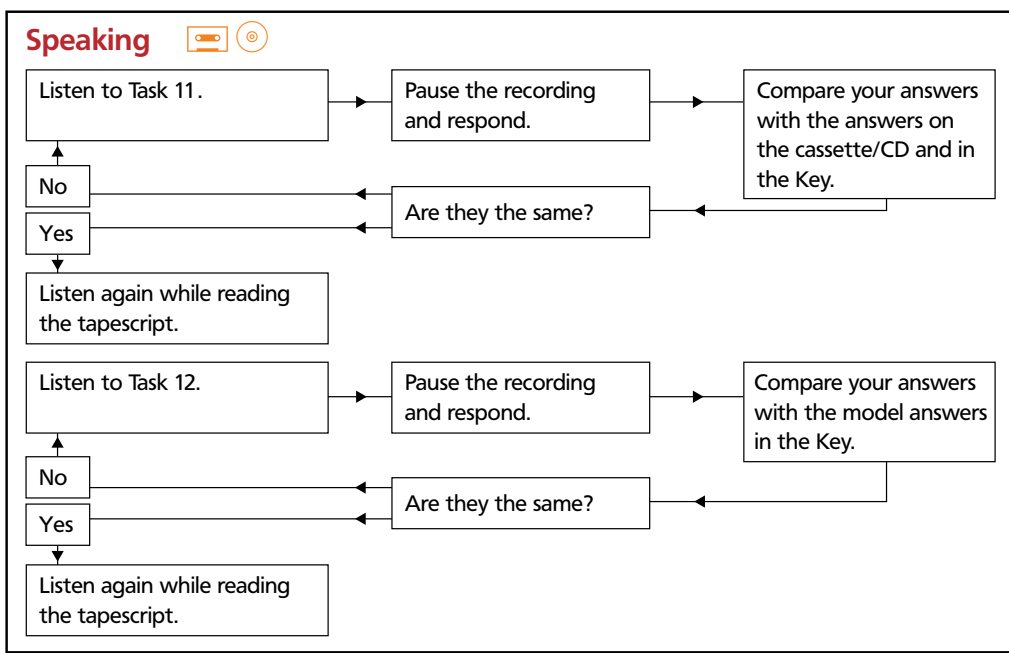 Speaking
Listen to Task 11.
Pause the recording
and respond.
Compare your answers
with the answers on
the cassette/CD and in
the Key.
Are they the same?
No
Yes
Listen again while reading
the tapescript.
Listen to Task 12.
Pause the recording
and respond.
Compare your answers
with the model answers
in the Key.
Are they the same?
No
Yes
Listen again while reading
the tapescript.